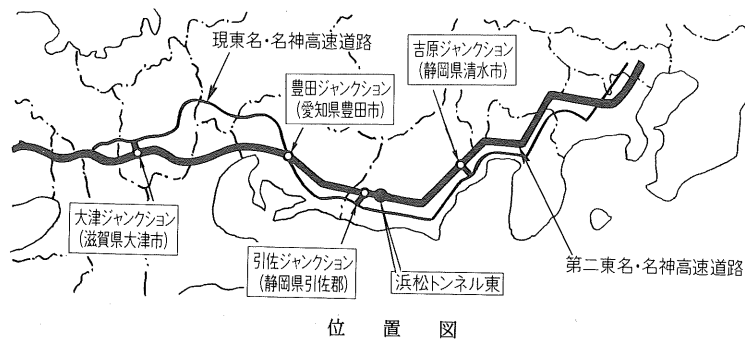 現東名・名神高速道路
吉原ジャンクション
(静岡県清水市)
豊田ジャンクション
(愛知県豊田市)
大津ジャンクション
(滋賀県大津市)
引佐ジャンクション
(静岡県引佐郡)
浜松トンネル東
第二東名・名神高速道路
位置図